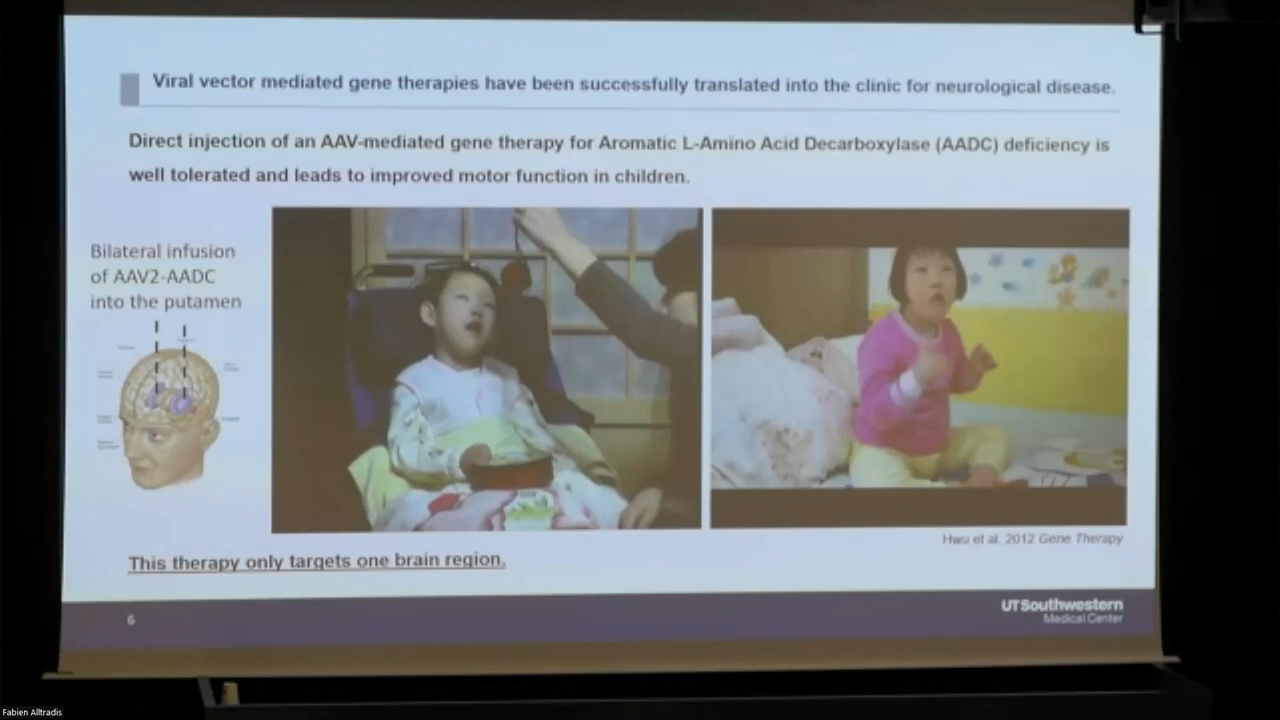 Viral vector mediated gene therapies have been successfully translated into the clinic for neurological disease.
Direct injection of an AAV-mediated gene therapy for Aromatic L-Amino Acid Decarboxylase (AADC) deficiency is
well tolerated and leads to improved motor function in children.
Bilateral infusion
of AAV2-AADC
into the putamen
Hwu et al. 2012 Gene Therapy
This therapy only targets one brain region.
6
UTSouthwestern
Medical Center
Fabien Alltradis